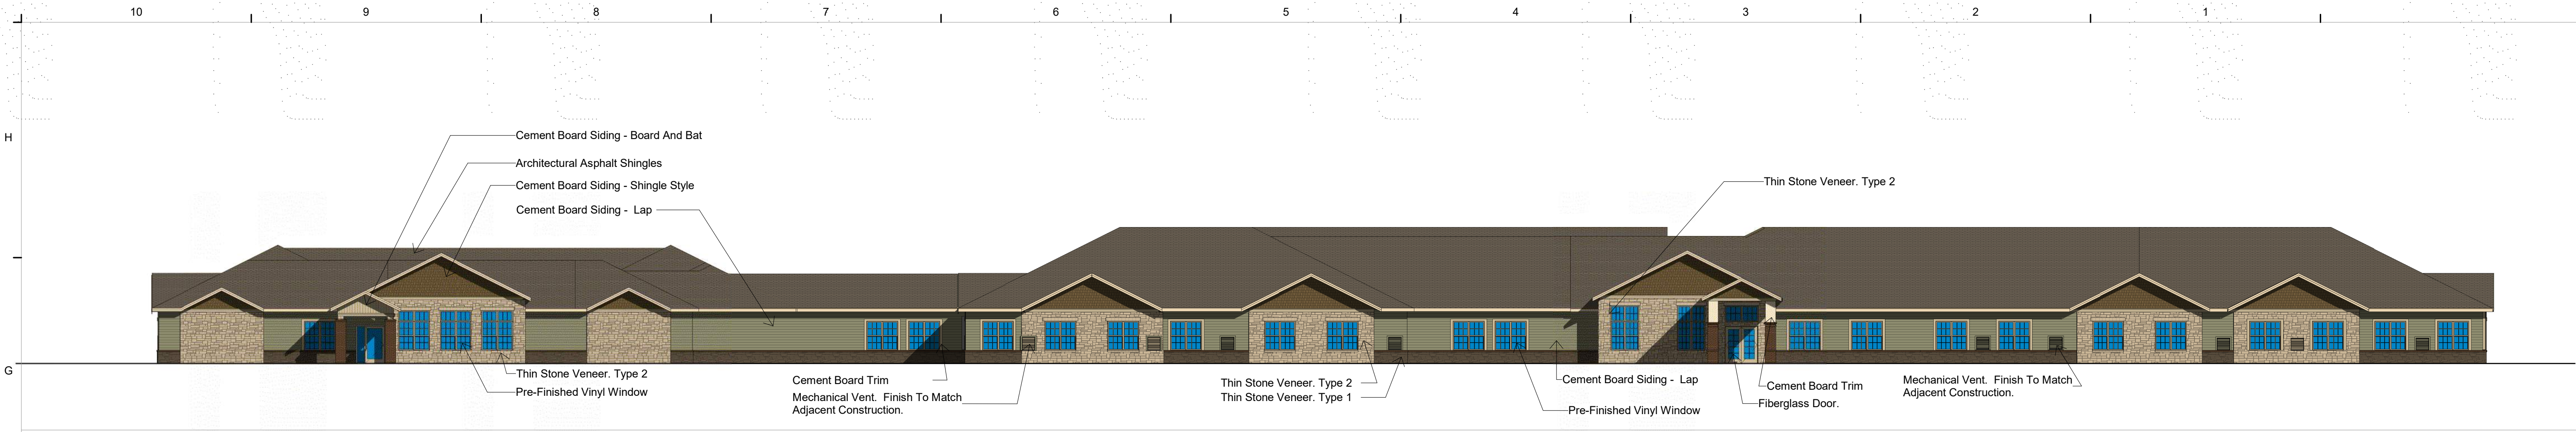 10 9 8 7 6 5 4 3 2 1
H
Cement Board Siding - Board And Bat
Architectural Asphalt Shingles
Cement Board Siding - Shingle Style
Cement Board Siding - Lap
Thin Stone Veneer. Type 2
G
Thin Stone Veneer. Type 2
Pre-Finished Vinyl Window
Cement Board Trim
Mechanical Vent. Finish To Match
Adjacent Construction.
Thin Stone Veneer. Type 2
Thin Stone Veneer. Type 1
Cement Board Siding - Lap
Pre-Finished Vinyl Window
Cement Board Trim
Fiberglass Door.
Mechanical Vent. Finish To Match
Adjacent Construction.